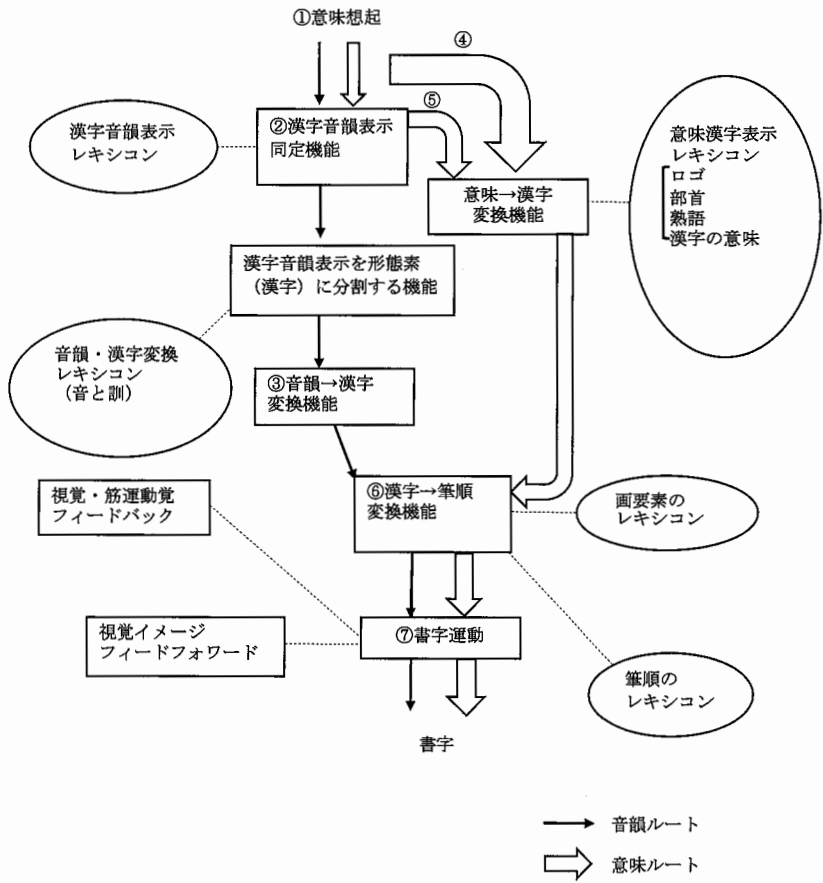 ①意味想起
④
⑤
漢字音韻表示
レキシコン
②漢字音韻表示
同定機能
意味→漢字
変換機能
意味漢字表示
レキシコン
ロゴ
部首
熟語
漢字の意味
漢字音韻表示を形態素
（漢字）に分割する機能
音韻・漢字変換
レキシコン
（音と訓）
③音韻→漢字
変換機能
視覚・筋運動覚
フィードバック
⑥漢字→筆順
変換機能
画要素の
レキシコン
視覚イメージ
フィードフォワード
⑦書字運動
筆順の
レキシコン
書字
音韻ルート
意味ルート